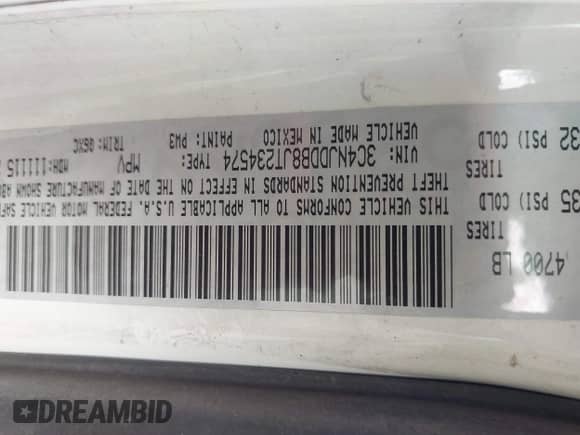 4700 LB
TIRES
35 PSI) COLD
TIRES
32 PSI) COLD
THIS VEHICLE CONFORMS TO ALL APPLICABLE U.S.A. FEDERAL MOTOR VEHICLE SAF
THEFT PREVENTION STANDARDS IN EFFECT ON THE DATE OF MANUFACTURE SHOWN ABO
VIN: 3C4NJDDB8JT234574 TYPE: MPV MDH: 111115
VEHICLE MADE IN MEXICO PAINT: PW3 TRIM:
DREAMBID